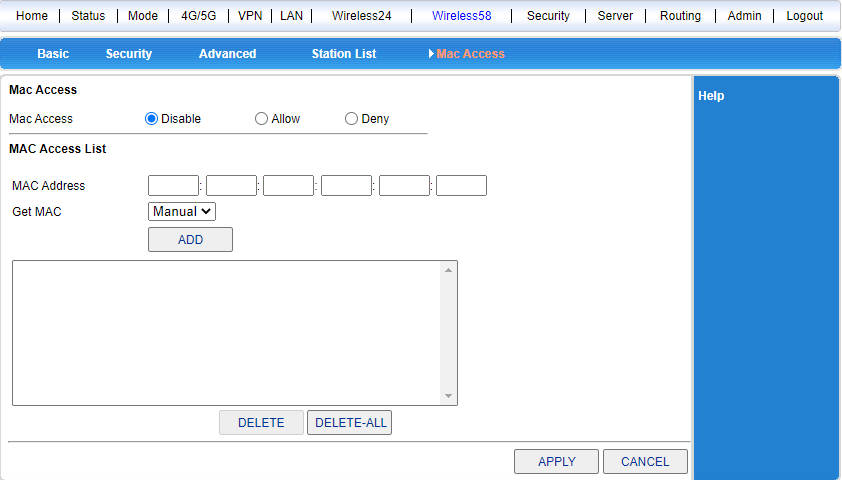 Home Status Mode 4G/5G VPN LAN Wireless24 Wireless58 Security Server Routing Admin Logout
Basic Security Advanced Station List Mac Access
Mac Access
Help
Mac Access Disable Allow Deny
MAC Access List
MAC Address : : : : :
Get MAC Manual
ADD
DELETE DELETE-ALL
APPLY CANCEL